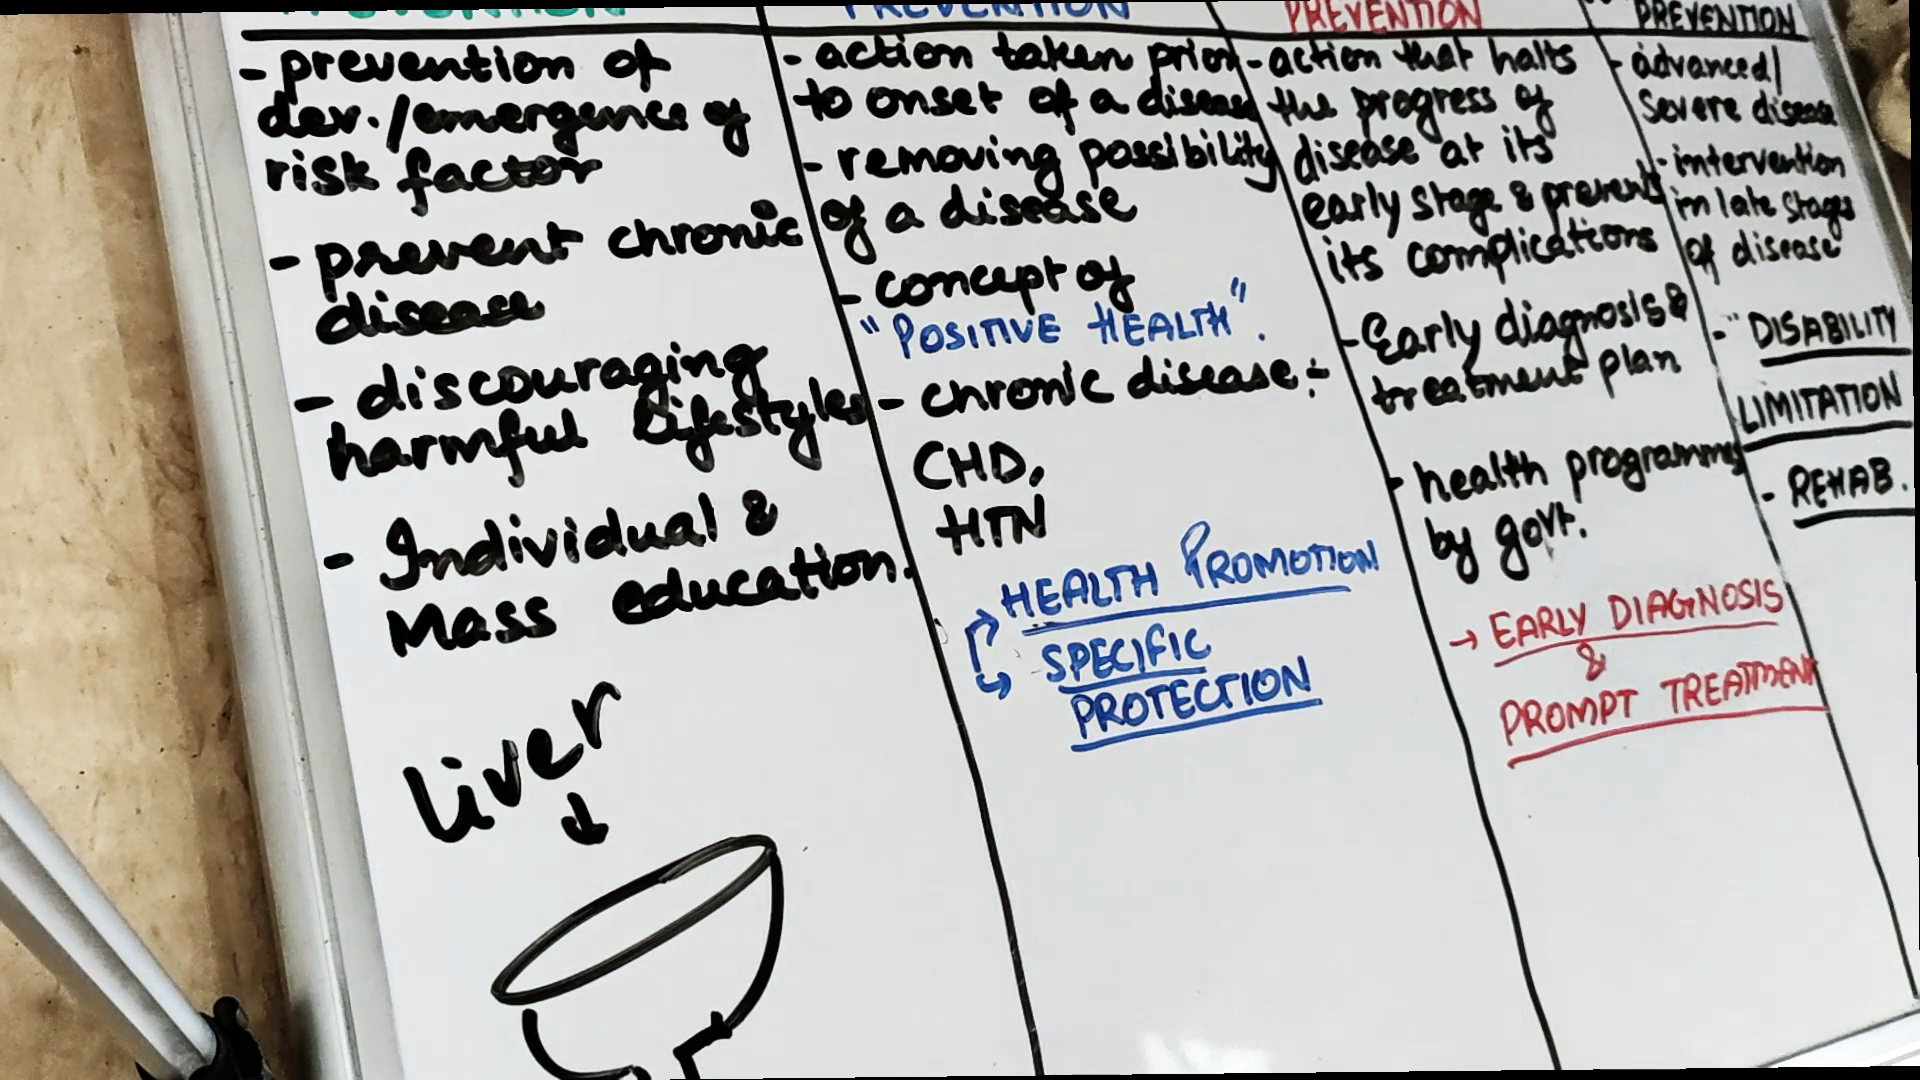 PREVENTION
- prevention of
dev./emergence of
risk factor
- prevent chronic
disease
- discouraging
harmful lifestyles
- Individual &
Mass education.
liver
PREVENTION
- action taken prior
to onset of a disease
- removing possibility
of a disease
- concept of
"POSITIVE HEALTH".
- chronic disease :-
CHD,
HTN
HEALTH PROMOTION
SPECIFIC
PROTECTION
PREVENTION
- action that halts
the progress of
disease at its
early stage & prevents
its complications
- Early diagnosis &
treatment plan
- health programmes
by govt.
→ EARLY DIAGNOSIS
&
PROMPT TREATMENT
PREVENTION
- advanced/
Severe disease
- intervention
in late stages
of disease
- "DISABILITY
LIMITATION
- REHAB.